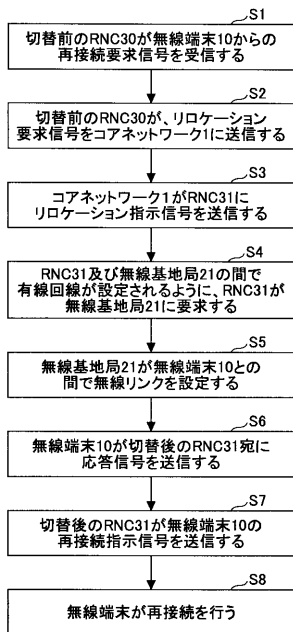 S1
切替前のRNC30が無線端末10からの
再接続要求信号を受信する
S2
切替前のRNC30が、リロケーション
要求信号をコアネットワーク1に送信する
S3
コアネットワーク1がRNC31に
リロケーション指示信号を送信する
S4
RNC31及び無線基地局21の間で
有線回線が設定されるように、RNC31が
無線基地局21に要求する
S5
無線基地局21が無線端末10との
間で無線リンクを設定する
S6
無線端末10が切替後のRNC31宛に
応答信号を送信する
S7
切替後のRNC31が無線端末10の
再接続指示信号を送信する
S8
無線端末が再接続を行う